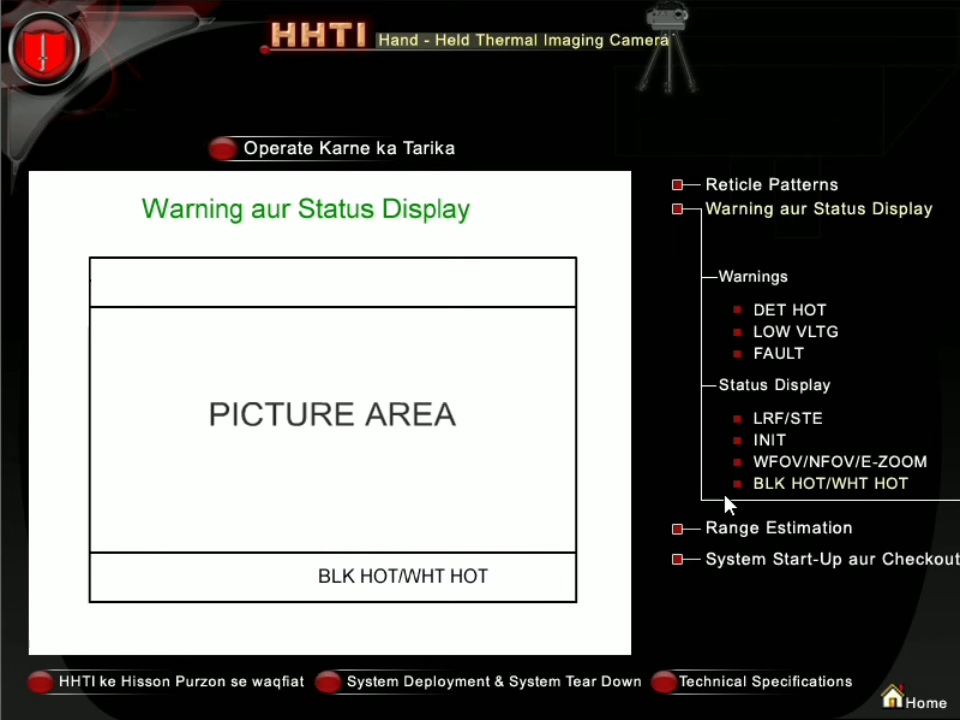 HHTI Hand - Held Thermal Imaging Camera
Operate Karne ka Tarika
Warning aur Status Display
PICTURE AREA
BLK HOT/WHT HOT
Reticle Patterns
Warning aur Status Display
Warnings
DET HOT
LOW VLTG
FAULT
Status Display
LRF/STE
INIT
WFOV/NFOV/E-ZOOM
BLK HOT/WHT HOT
Range Estimation
System Start-Up aur Checkout
HHTI ke Hisson Purzon se waqfiat
System Deployment & System Tear Down
Technical Specifications
Home